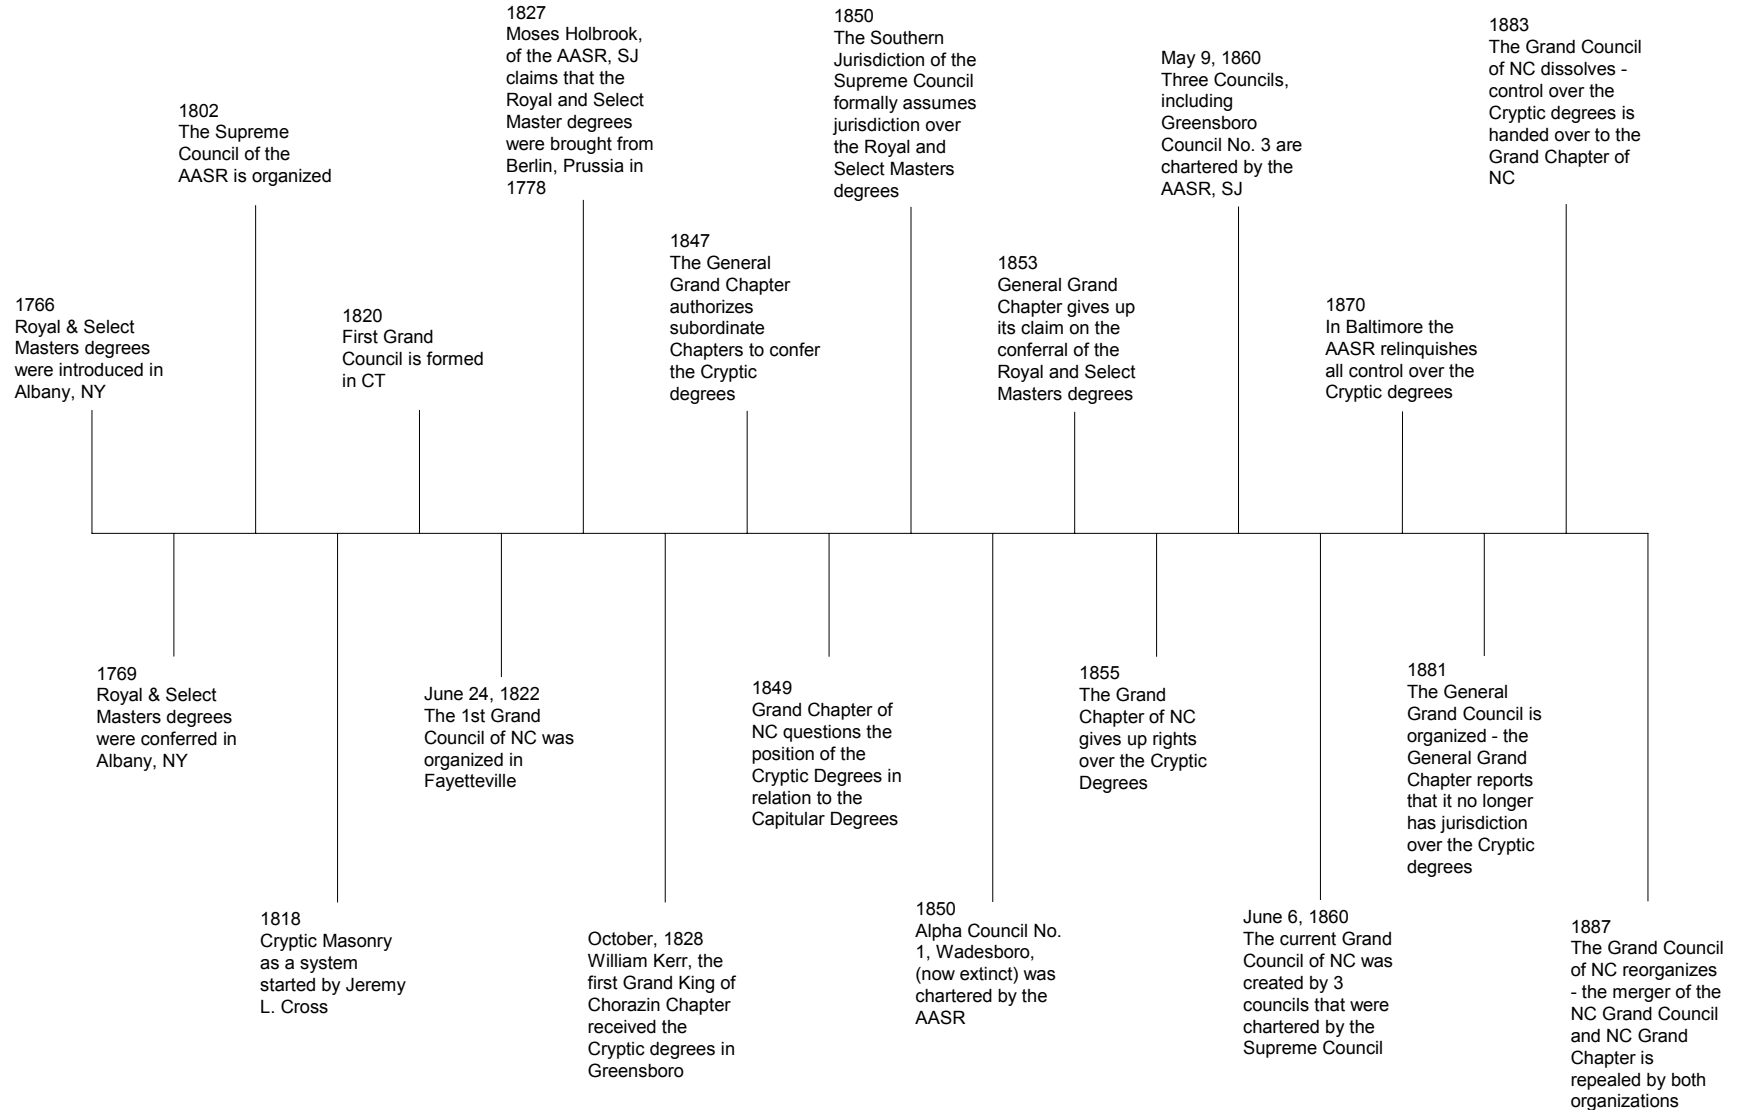 1766
Royal & Select
Masters degrees
were introduced in
Albany, NY
1769
Royal & Select
Masters degrees
were conferred in
Albany, NY
1802
The Supreme
Council of the
AASR is organized
1818
Cryptic Masonry
as a system
started by Jeremy
L. Cross
1820
First Grand
Council is formed
in CT
June 24, 1822
The 1st Grand
Council of NC was
organized in
Fayetteville
1827
Moses Holbrook,
of the AASR, SJ
claims that the
Royal and Select
Master degrees
were brought from
Berlin, Prussia in
1778
October, 1828
William Kerr, the
first Grand King of
Chorazin Chapter
received the
Cryptic degrees in
Greensboro
1847
The General
Grand Chapter
authorizes
subordinate
Chapters to confer
the Cryptic
degrees
1849
Grand Chapter of
NC questions the
position of the
Cryptic Degrees in
relation to the
Capitular Degrees
1850
The Southern
Jurisdiction of the
Supreme Council
formally assumes
jurisdiction over
the Royal and
Select Masters
degrees
1850
Alpha Council No.
1, Wadesboro,
(now extinct) was
chartered by the
AASR
1853
General Grand
Chapter gives up
its claim on the
conferral of the
Royal and Select
Masters degrees
1855
The Grand
Chapter of NC
gives up rights
over the Cryptic
Degrees
May 9, 1860
Three Councils,
including
Greensboro
Council No. 3 are
chartered by the
AASR, SJ
June 6, 1860
The current Grand
Council of NC was
created by 3
councils that were
chartered by the
Supreme Council
1870
In Baltimore the
AASR relinquishes
all control over the
Cryptic degrees
1881
The General
Grand Council is
organized - the
General Grand
Chapter reports
that it no longer
has jurisdiction
over the Cryptic
degrees
1883
The Grand Council
of NC dissolves -
control over the
Cryptic degrees is
handed over to the
Grand Chapter of
NC
1887
The Grand Council
of NC reorganizes
- the merger of the
NC Grand Council
and NC Grand
Chapter is
repealed by both
organizations